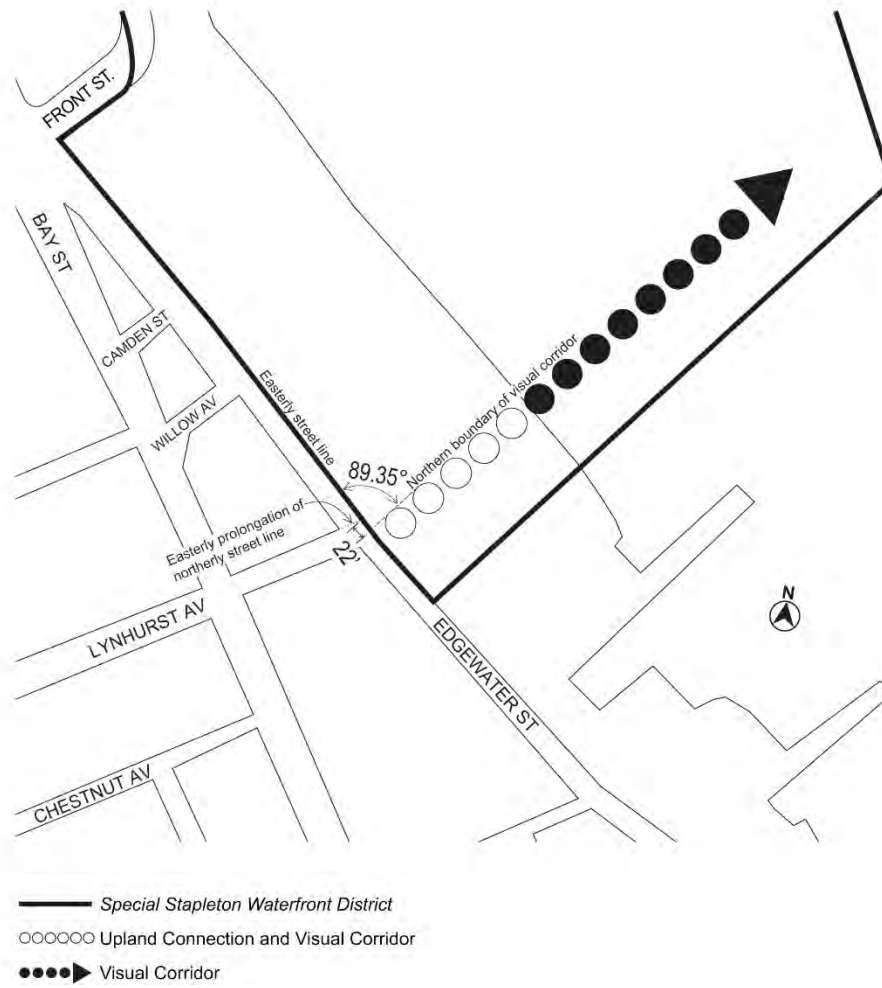 FRONT ST.
BAY ST
CAMDEN ST
WILLOW AV
Easterly street line
Northern boundary of visual corridor
89.35°
Easterly prolongation of
northerly street line
22'
LYNHURST AV
EDGEWATER ST
N
CHESTNUT AV
Special Stapleton Waterfront District
Upland Connection and Visual Corridor
Visual Corridor